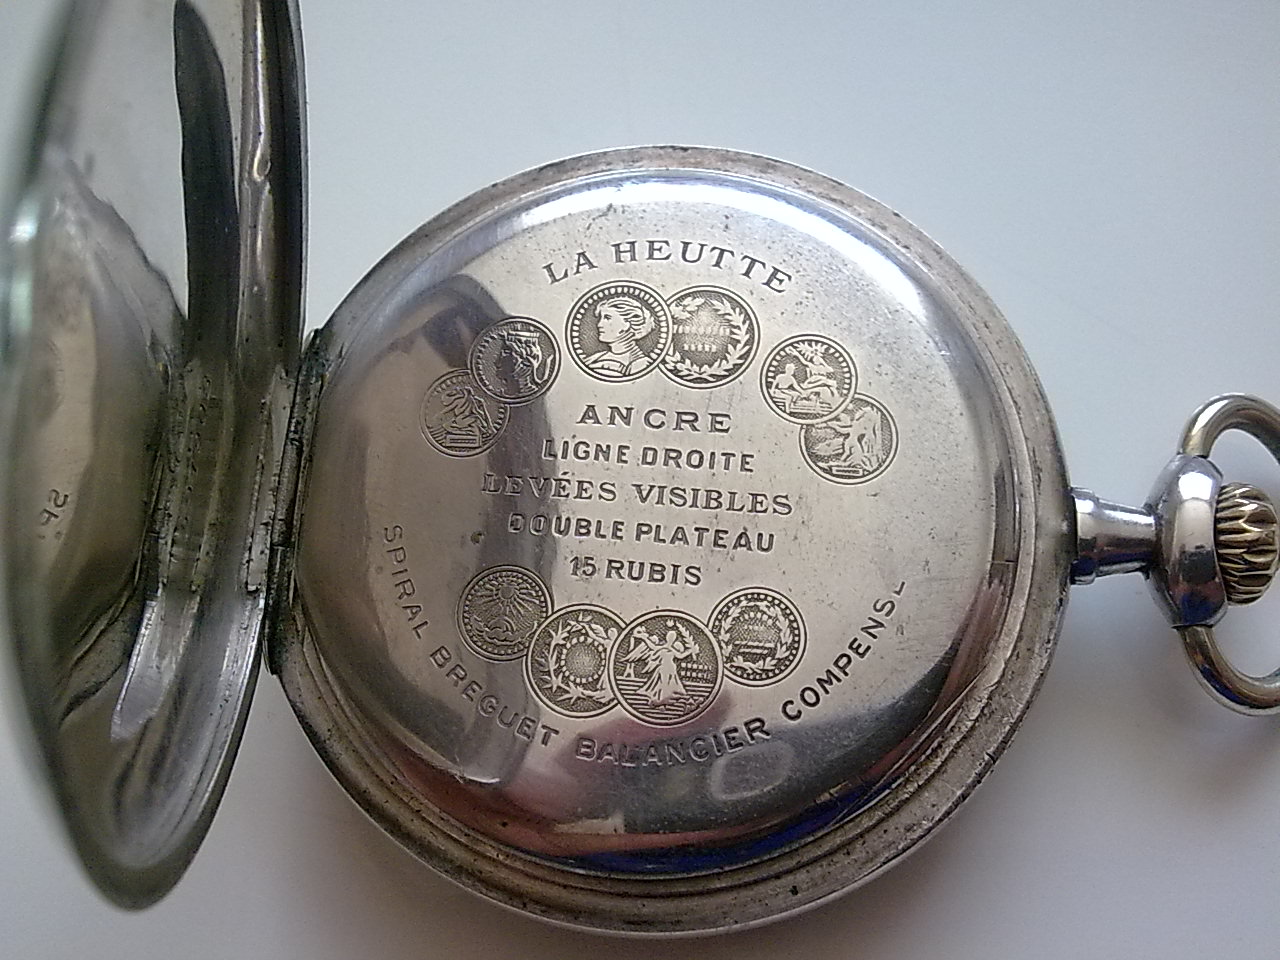 LA HEUTTE
ANCRE
LIGNE DROITE
LEVÉES VISIBLES
DOUBLE PLATEAU
15 RUBIS
SPIRAL BREGUET BALANCIER COMPENSÉ